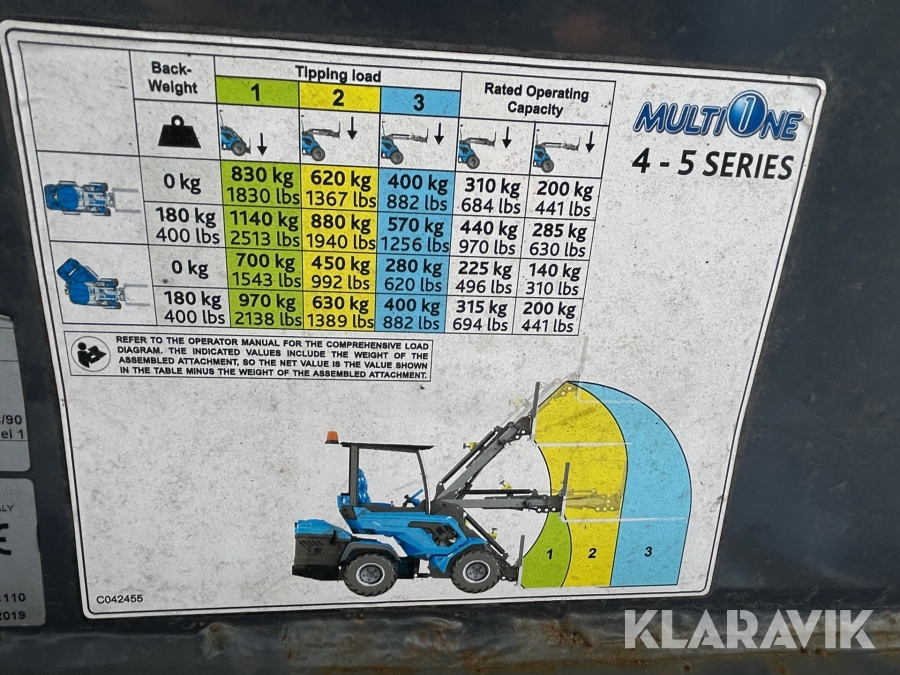 Back-Weight
Tipping load
Rated Operating Capacity
1 2 3
0 kg 830 kg 620 kg 400 kg 310 kg 200 kg
1830 lbs 1367 lbs 882 lbs 684 lbs 441 lbs
180 kg 1140 kg 880 kg 570 kg 440 kg 285 kg
400 lbs 2513 lbs 1940 lbs 1256 lbs 970 lbs 630 lbs
0 kg 700 kg 450 kg 280 kg 225 kg 140 kg
1543 lbs 992 lbs 620 lbs 496 lbs 310 lbs
180 kg 970 kg 630 kg 400 kg 315 kg 200 kg
400 lbs 2138 lbs 1389 lbs 882 lbs 694 lbs 441 lbs
MULTIONE
1
4 - 5 SERIES
REFER TO THE OPERATOR MANUAL FOR THE COMPREHENSIVE LOAD
DIAGRAM. THE INDICATED VALUES INCLUDE THE WEIGHT OF THE
ASSEMBLED ATTACHMENT, SO THE NET VALUE IS THE VALUE SHOWN
IN THE TABLE MINUS THE WEIGHT OF THE ASSEMBLED ATTACHMENT.
1 2 3
C042455
/90
el 1
ALY
CE
110
2019
KLARAVIK